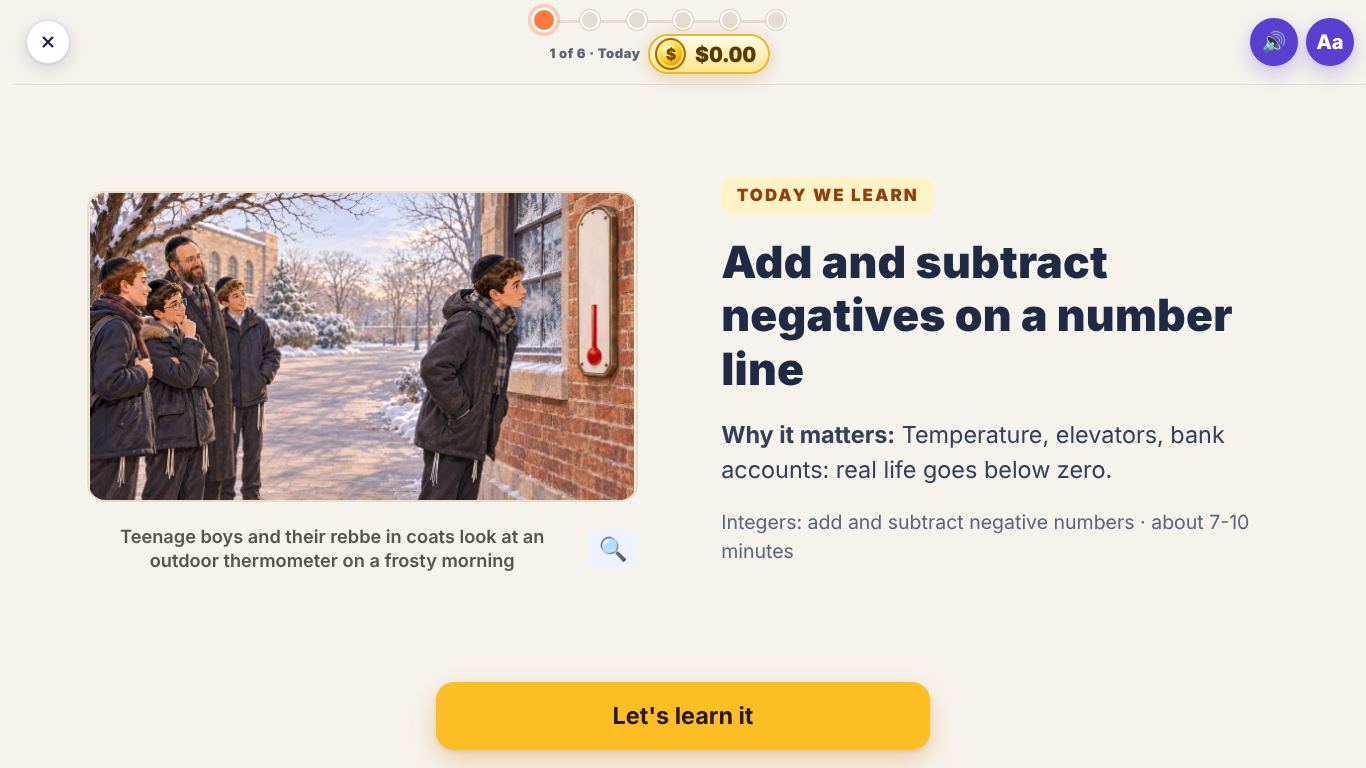 1 of 6 · Today
$ $0.00
Aa
TODAY WE LEARN
Add and subtract
negatives on a number
line
Why it matters: Temperature, elevators, bank
accounts: real life goes below zero.
Integers: add and subtract negative numbers · about 7-10
minutes
Teenage boys and their rebbe in coats look at an
outdoor thermometer on a frosty morning
Let's learn it